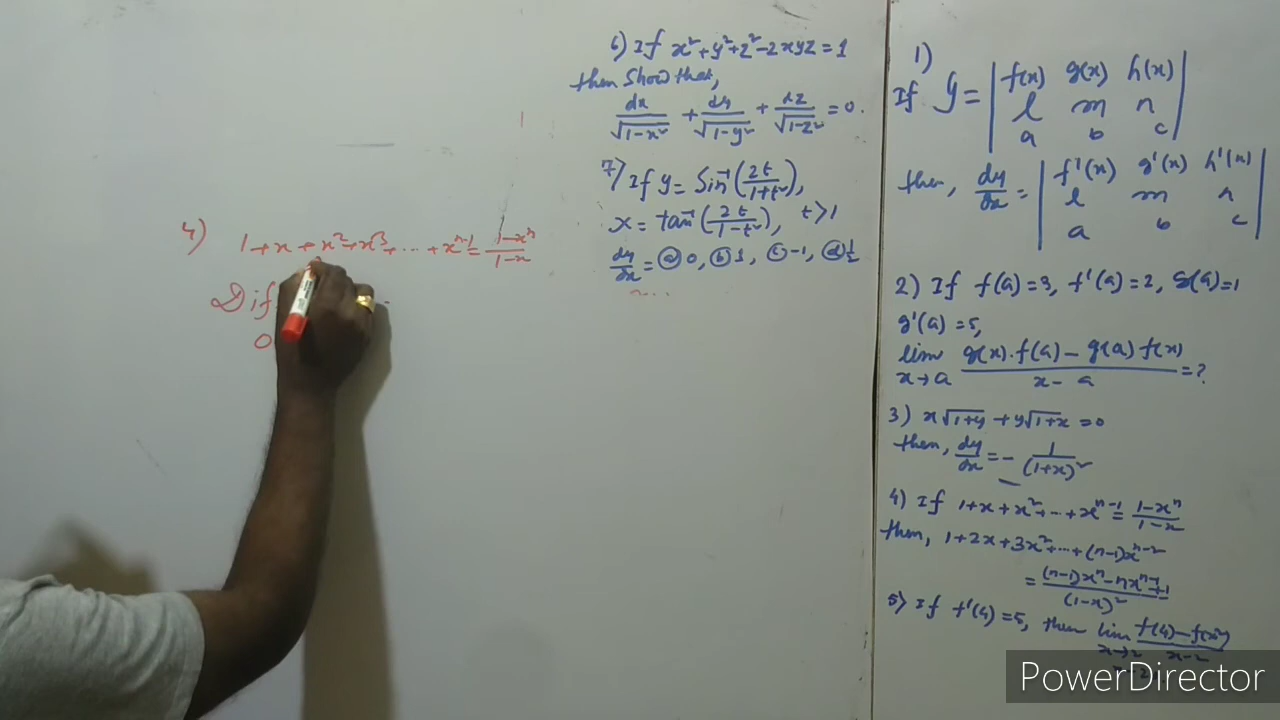 4) 1+x+x²+x³+...+xⁿ⁻¹=(1-xⁿ)/(1-x)
Dif
0
6) If x²+y²+z²-2xyz=1
then show that,
dx/√(1-x²) + dy/√(1-y²) + dz/√(1-z²) = 0.
7) If y = Sin⁻¹(2t/(1+t²)),
x = tan⁻¹(2t/(1-t²)), t>1
dy/dx = ⓐ 0, ⓑ 1, ⓒ -1, ⓓ 1/2
1)
If y = | f(x) g(x) h(x) |
| l m n |
| a b c |
then, dy/dx = | f'(x) g'(x) h'(x) |
| l m n |
| a b c |
2) If f(a)=3, f'(a)=2, g(a)=1
g'(a)=5,
lim x→a (g(x).f(a) - g(a) f(x))/(x-a) = ?
3) x√(1+y) + y√(1+x) = 0
then, dy/dx = - 1/(1+x)²
4) If 1+x+x²+...+xⁿ⁻¹ = (1-xⁿ)/(1-x)
then, 1+2x+3x²+...+(n-1)xⁿ⁻²
= ((n-1)xⁿ-nxⁿ⁻¹+1)/(1-x)²
5) If f'(4)=5, then lim x→2 (f(4)-f(x²))/(x-2)
PowerDirector